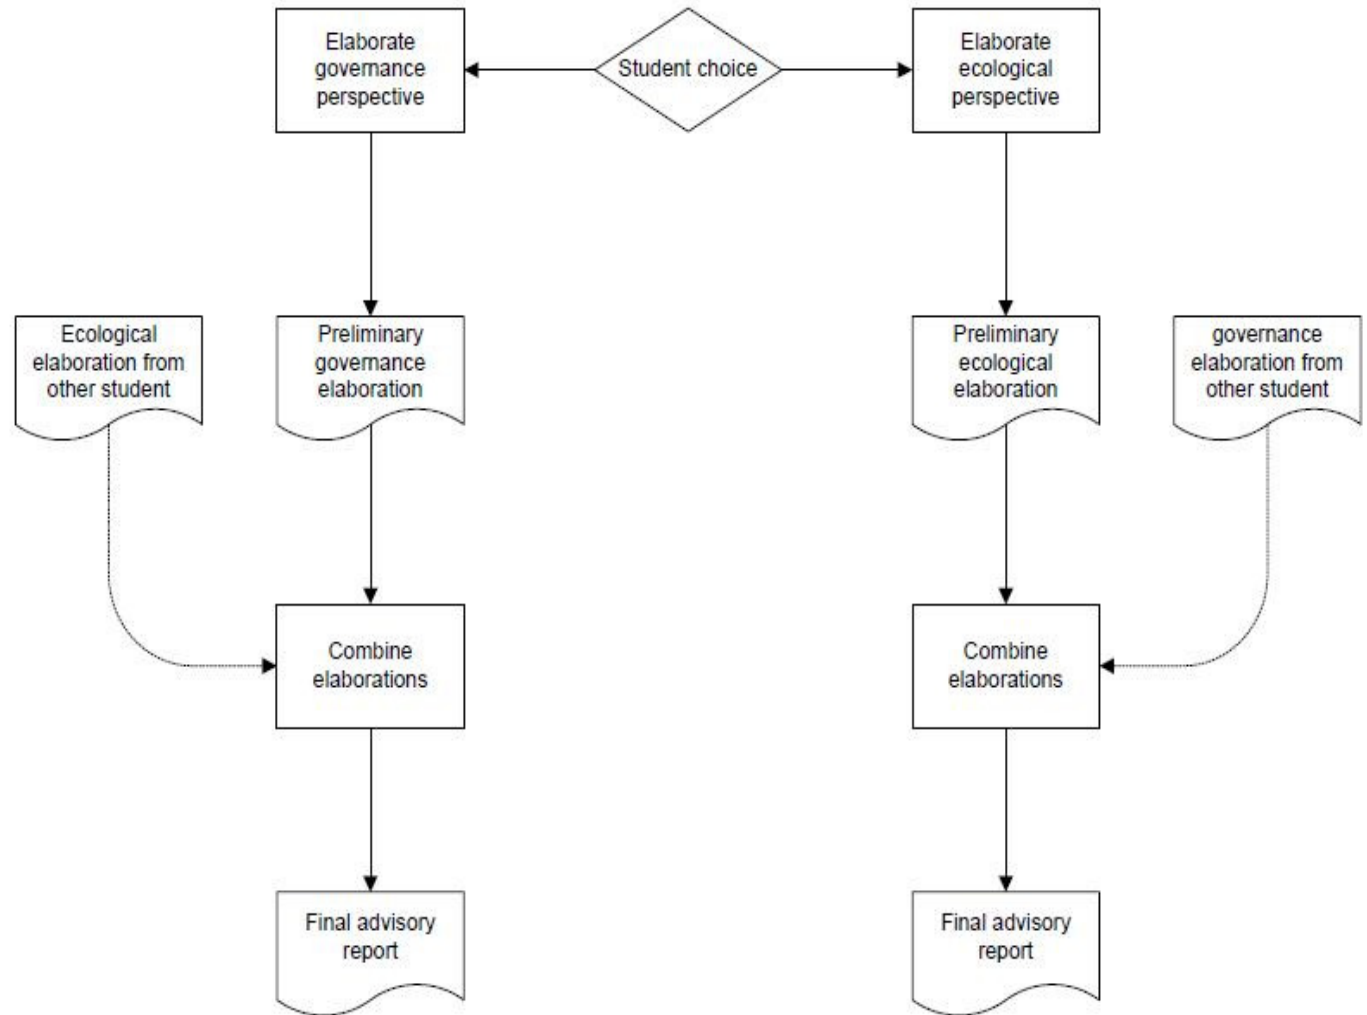 Elaborate
governance
perspective
Student choice
Elaborate
ecological
perspective
Ecological
elaboration from
other student
Preliminary
governance
elaboration
Preliminary
ecological
elaboration
governance
elaboration from
other student
Combine
elaborations
Combine
elaborations
Final advisory
report
Final advisory
report